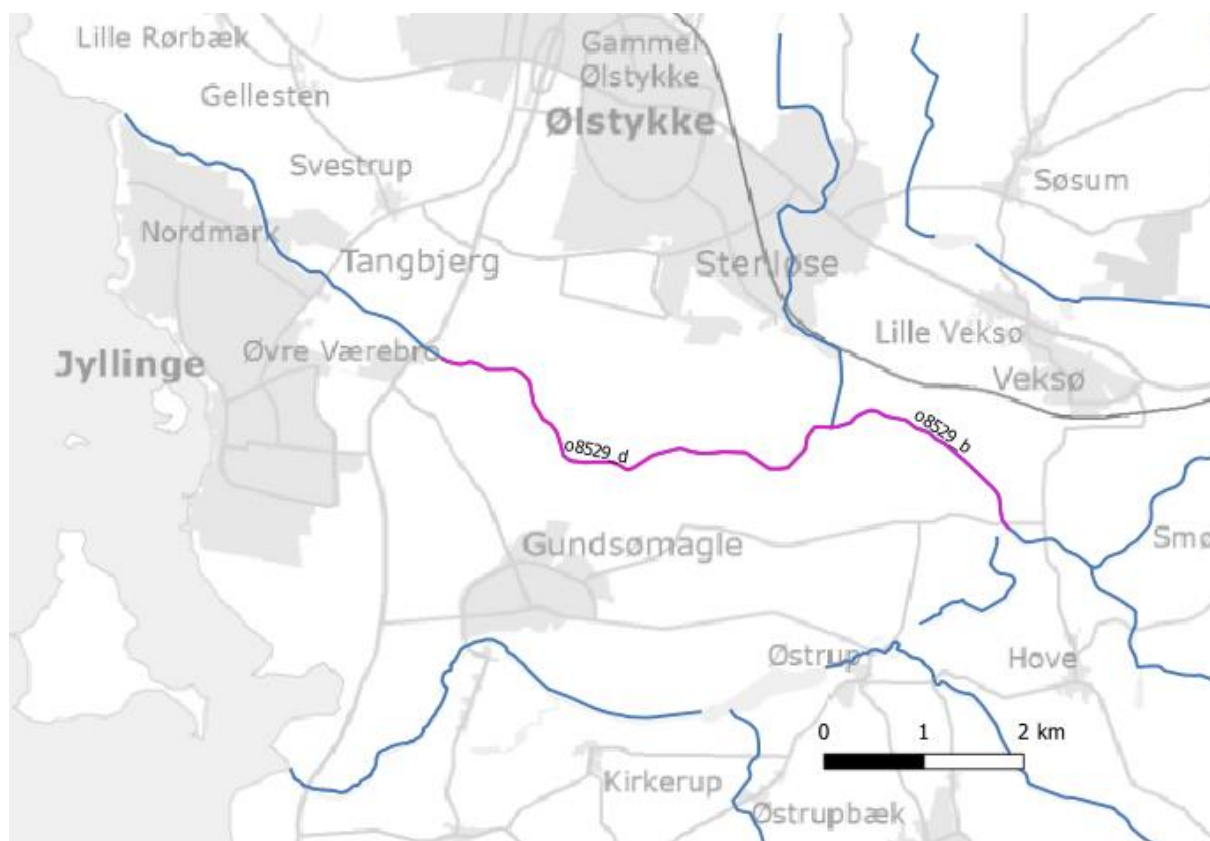 Lille Rørbæk
Gammel
Ølstykke
Gellesten
Ølstykke
Svestrup
Søsum
Nordmark
Tangbjerg
Stenløse
Lille Veksø
Øvre Værebro
Jyllinge
Veksø
o8529_b
o8529_d
Gundsømagle
Smø
Østrup
Hove
0 1 2 km
Kirkerup
Østrupbæk